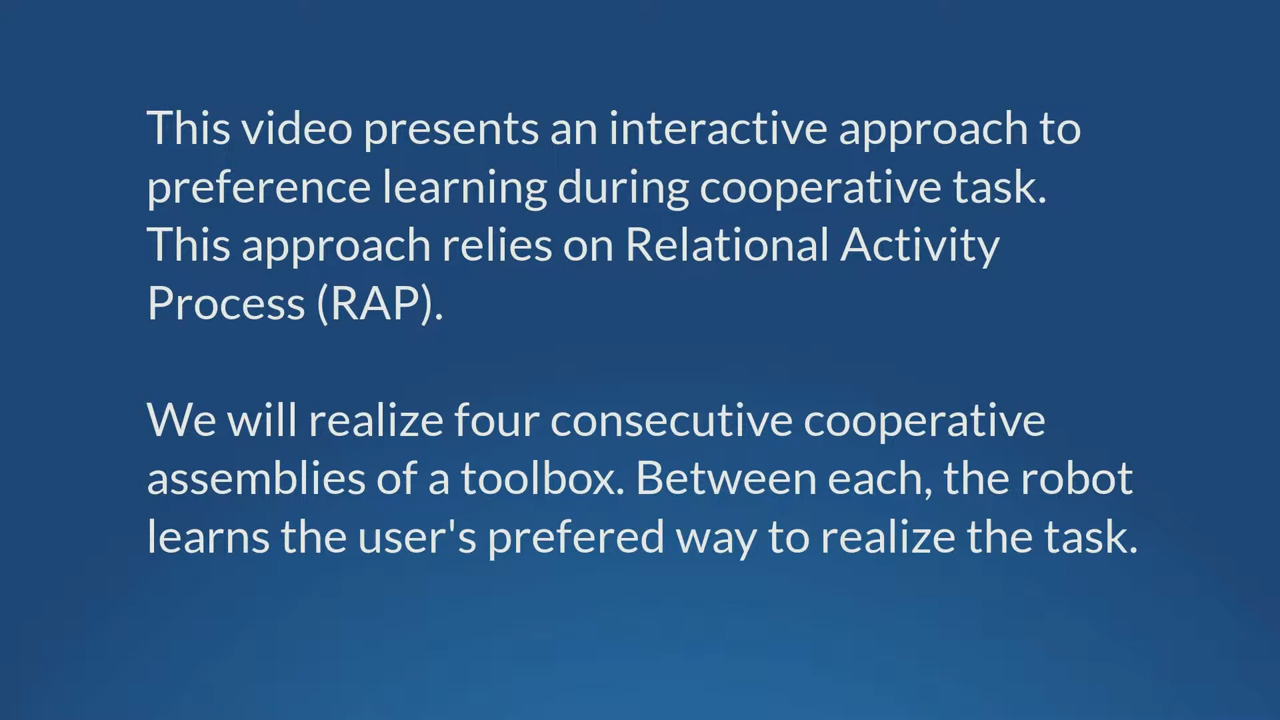 This video presents an interactive approach to
preference learning during cooperative task.
This approach relies on Relational Activity
Process (RAP).
We will realize four consecutive cooperative
assemblies of a toolbox. Between each, the robot
learns the user's prefered way to realize the task.